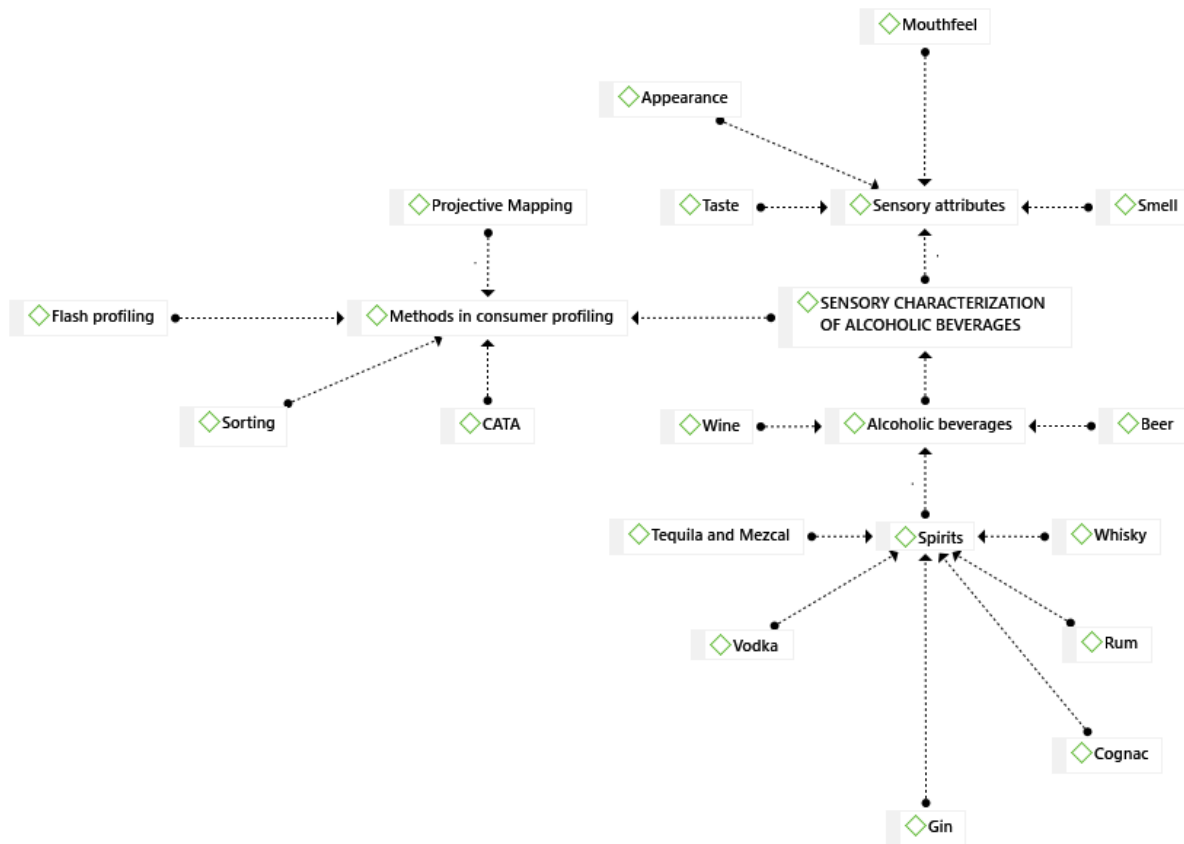 Mouthfeel
Appearance
Projective Mapping
Taste
Sensory attributes
Smell
Flash profiling
Methods in consumer profiling
SENSORY CHARACTERIZATION
OF ALCOHOLIC BEVERAGES
Sorting
CATA
Wine
Alcoholic beverages
Beer
Tequila and Mezcal
Spirits
Whisky
Vodka
Rum
Cognac
Gin